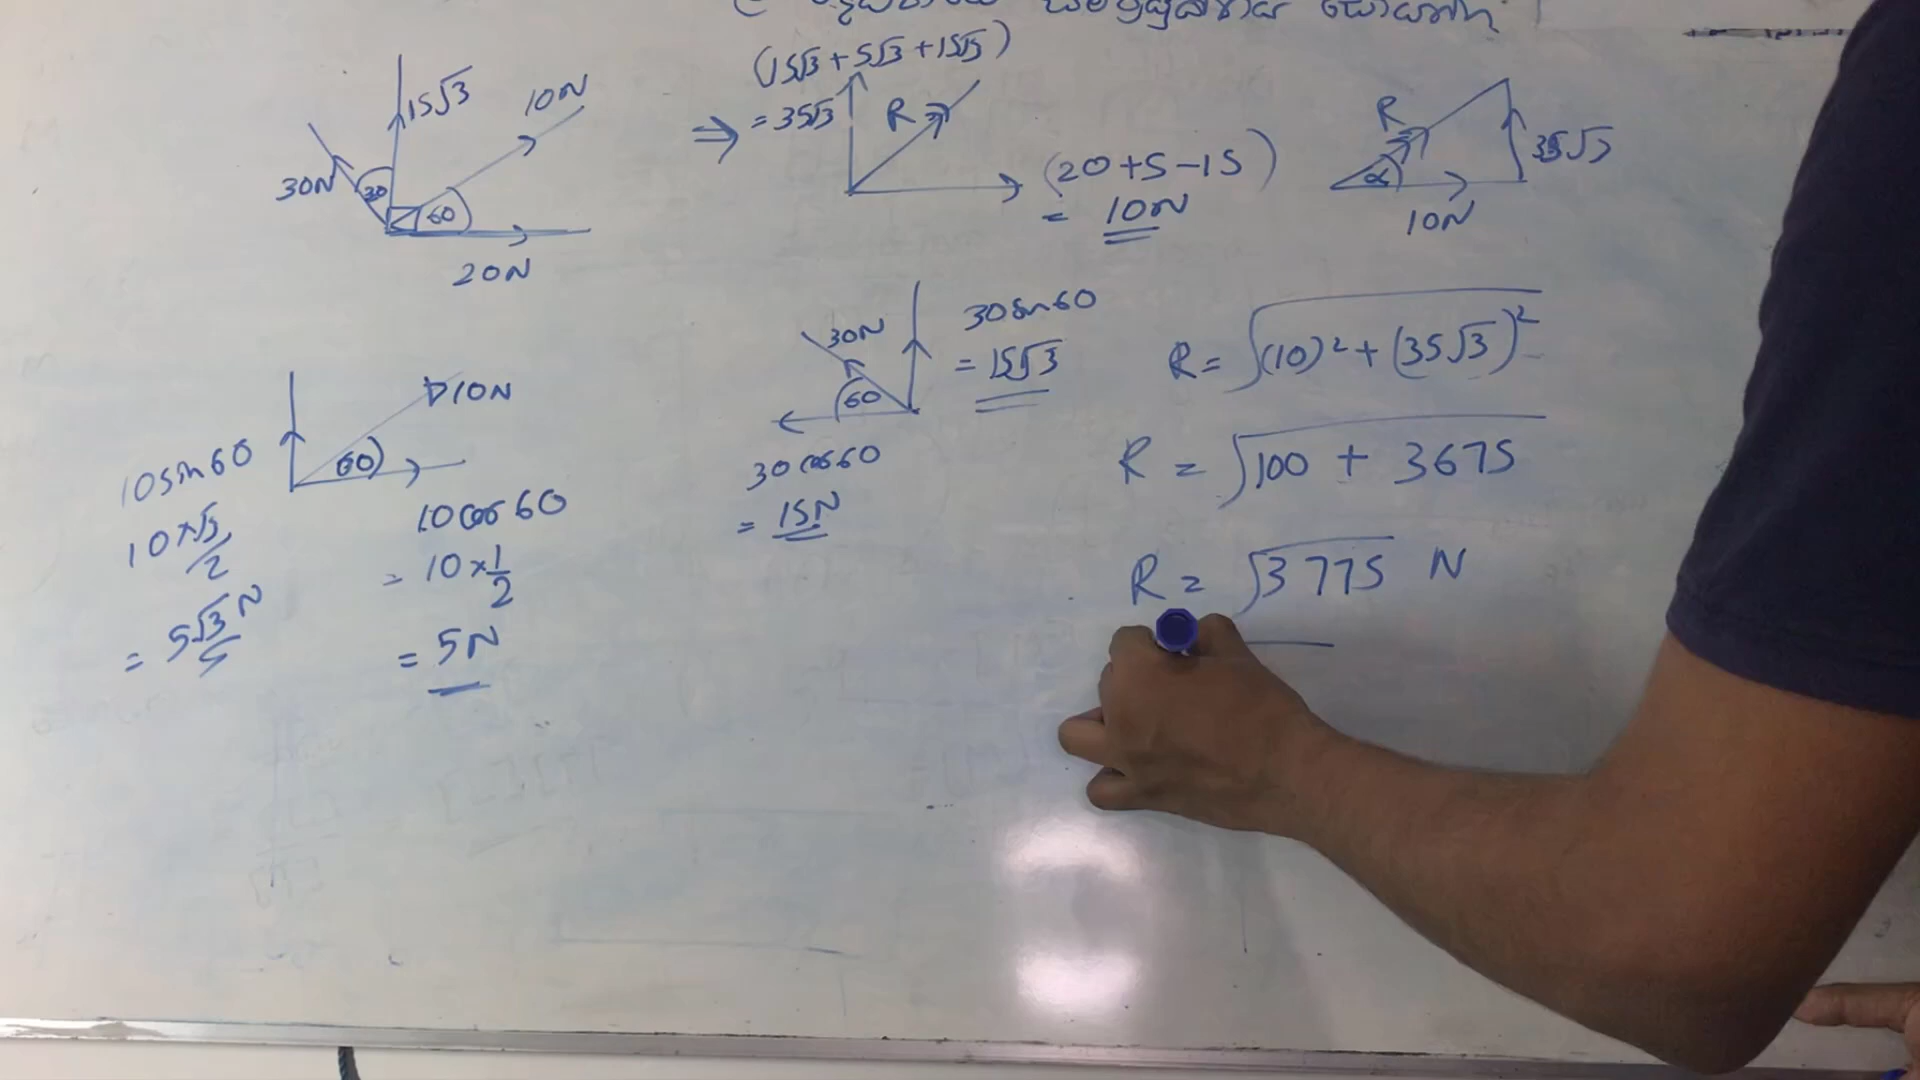 (15√3 + 5√3 + 15√3)
= 35√3
R
⇒
(20 + 5 - 15)
= 10N
15√3
10N
30N
30
60
20N
R
α
35√3
10N
30N
60
30 sin 60
= 15√3
30 cos 60
= 15N
10N
60
10 sin 60
10 × √3/2
= 5√3 N
10 cos 60
= 10 × 1/2
= 5N
R = √(10)² + (35√3)²
R = √100 + 3675
R = √3775 N